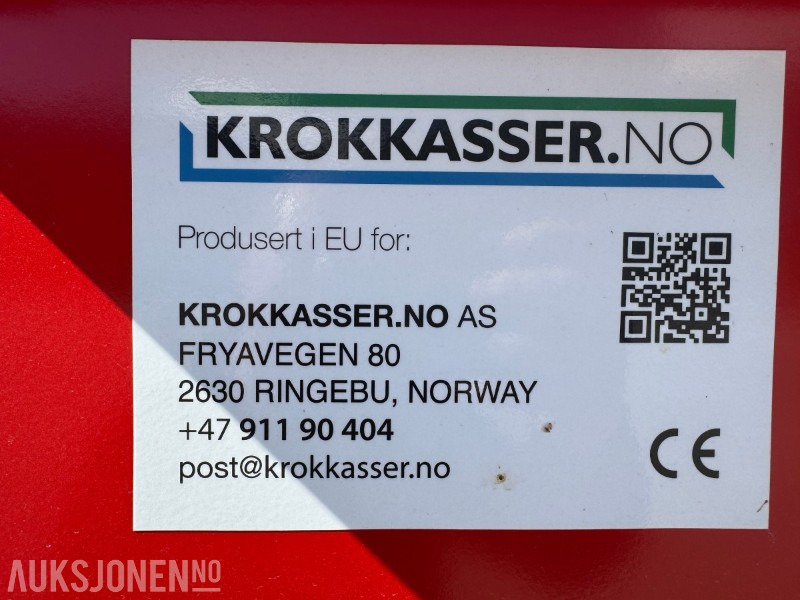 KROKKASSER.NO
Produsert i EU for:
KROKKASSER.NO AS
FRYAVEGEN 80
2630 RINGEBU, NORWAY
+47 911 90 404
post@krokkasser.no
CE
AUKSJONEN NO